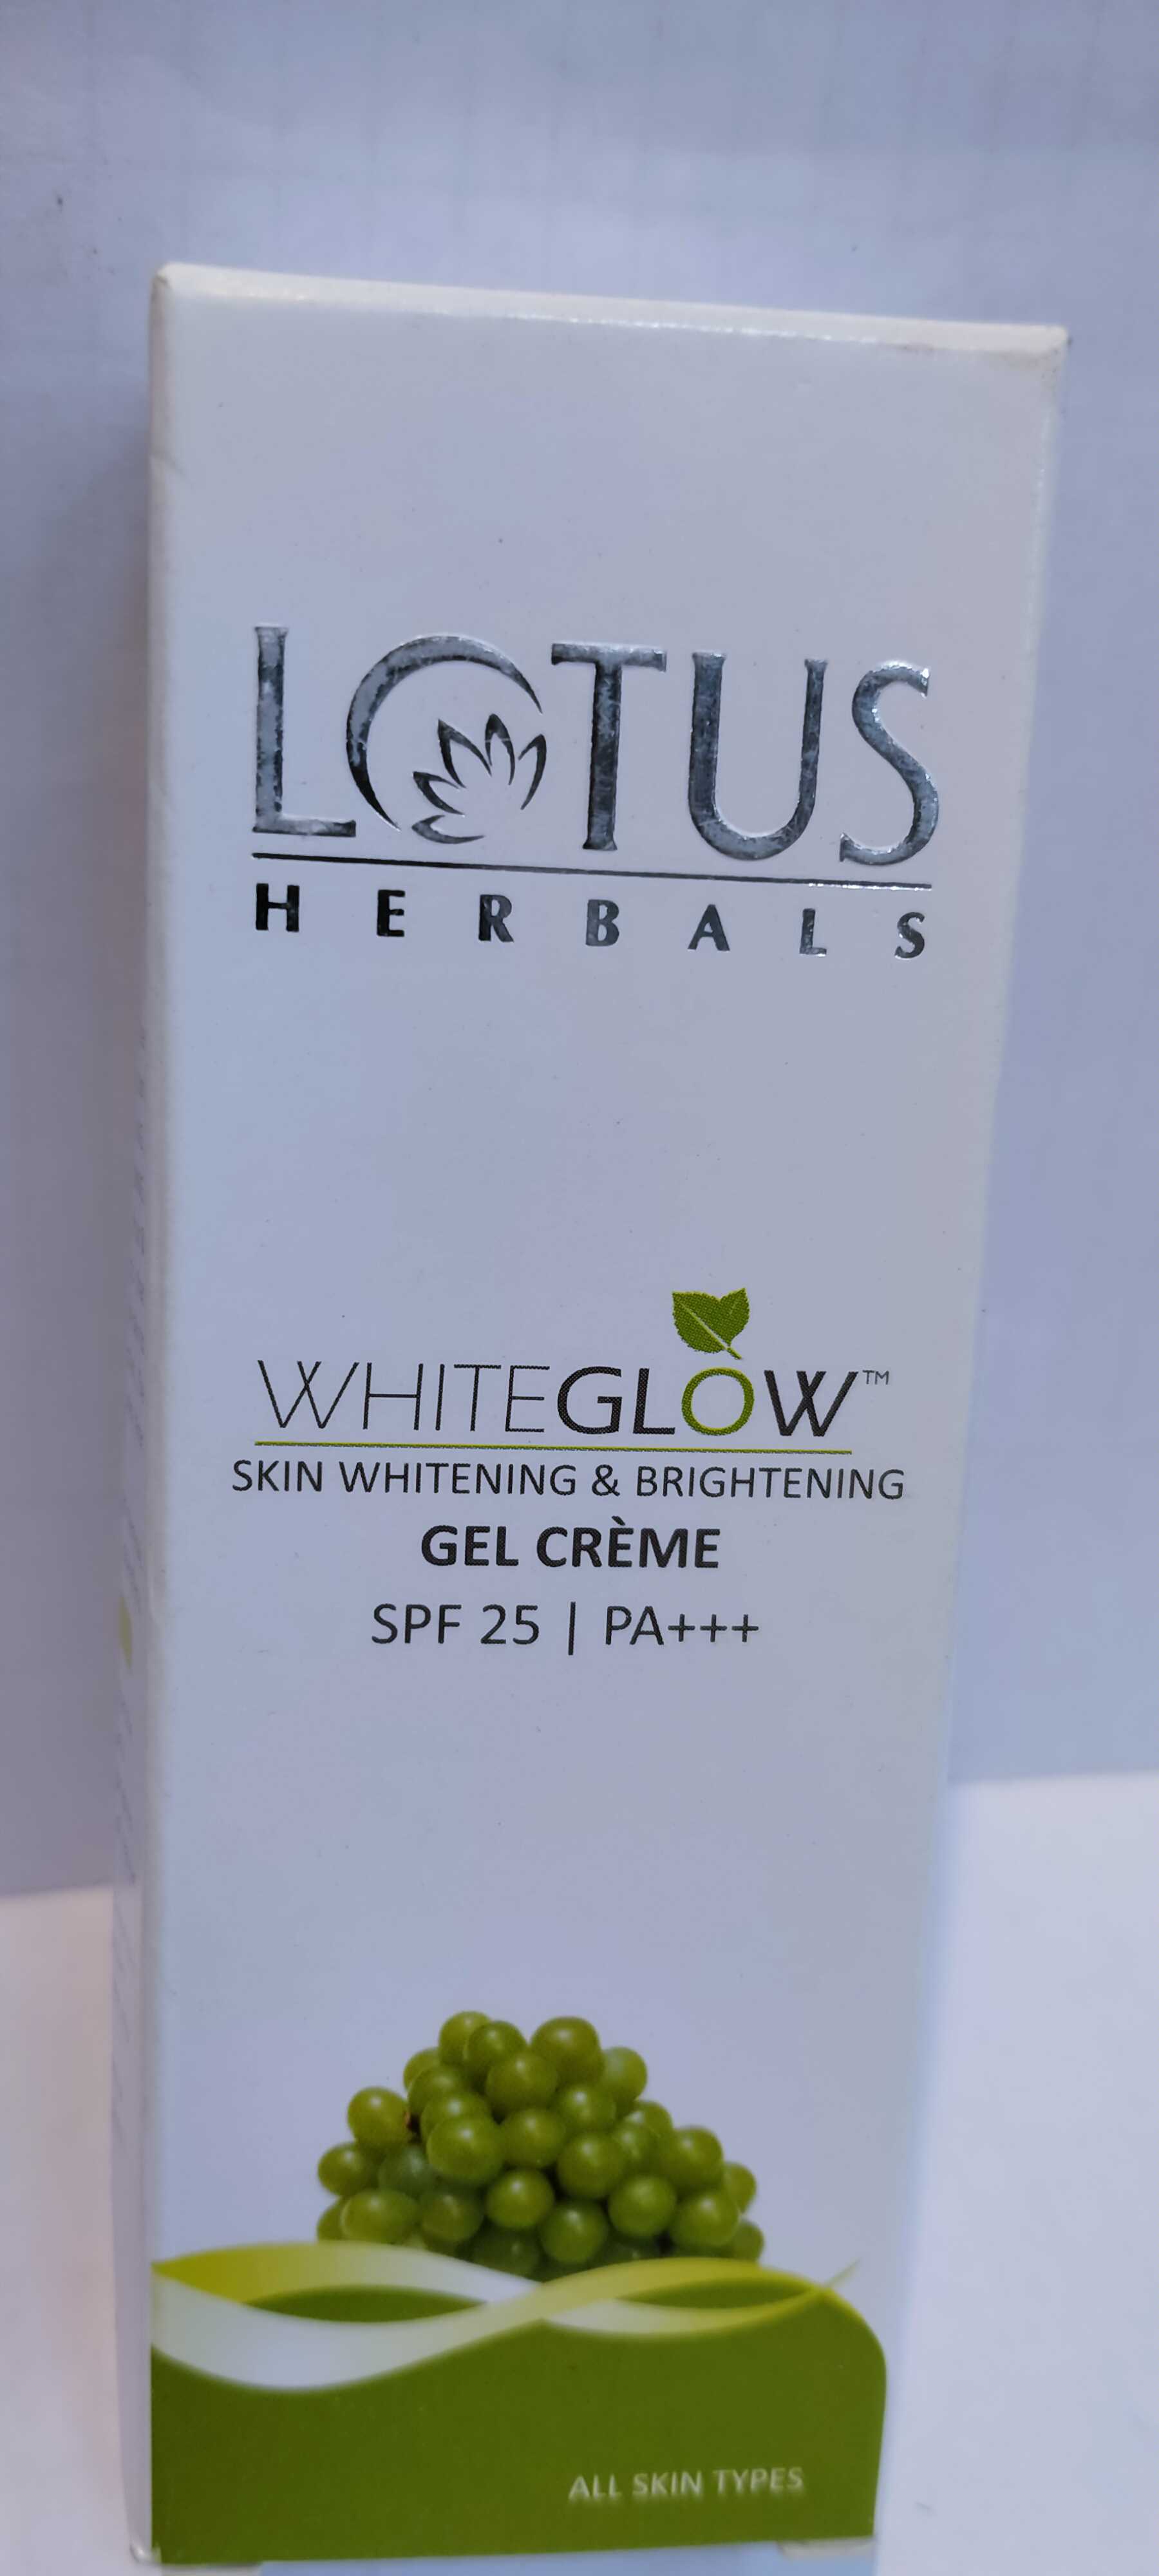 LOTUS
HERBALS
WHITEGLOW™
SKIN WHITENING & BRIGHTENING
GEL CRÈME
SPF 25 | PA+++
ALL SKIN TYPES